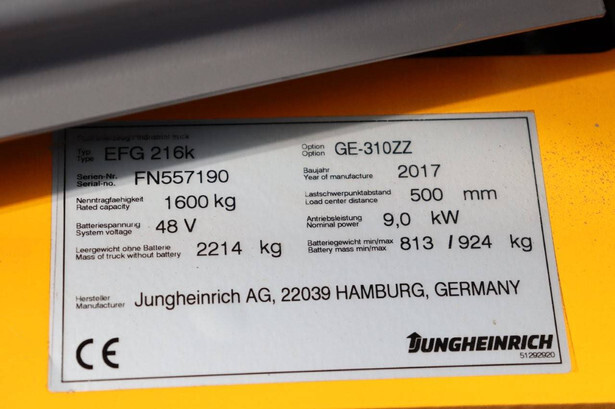 Typ EFG 216k Option GE-310ZZ
Type Option
Serien-Nr. FN557190 Baujahr 2017
Serial-no. Year of manufacture
Nenntragfaehigkeit 1600 kg Lastschwerpunktabstand 500 mm
Rated capacity Load center distance
Batteriespannung 48 V Antriebsleistung 9,0 kW
System voltage Nominal power
Leergewicht ohne Batterie 2214 kg Batteriegewicht min/max 813 / 924 kg
Mass of truck without battery Battery mass min/max
Hersteller Jungheinrich AG, 22039 HAMBURG, GERMANY
Manufacturer
CE JUNGHEINRICH
51292920